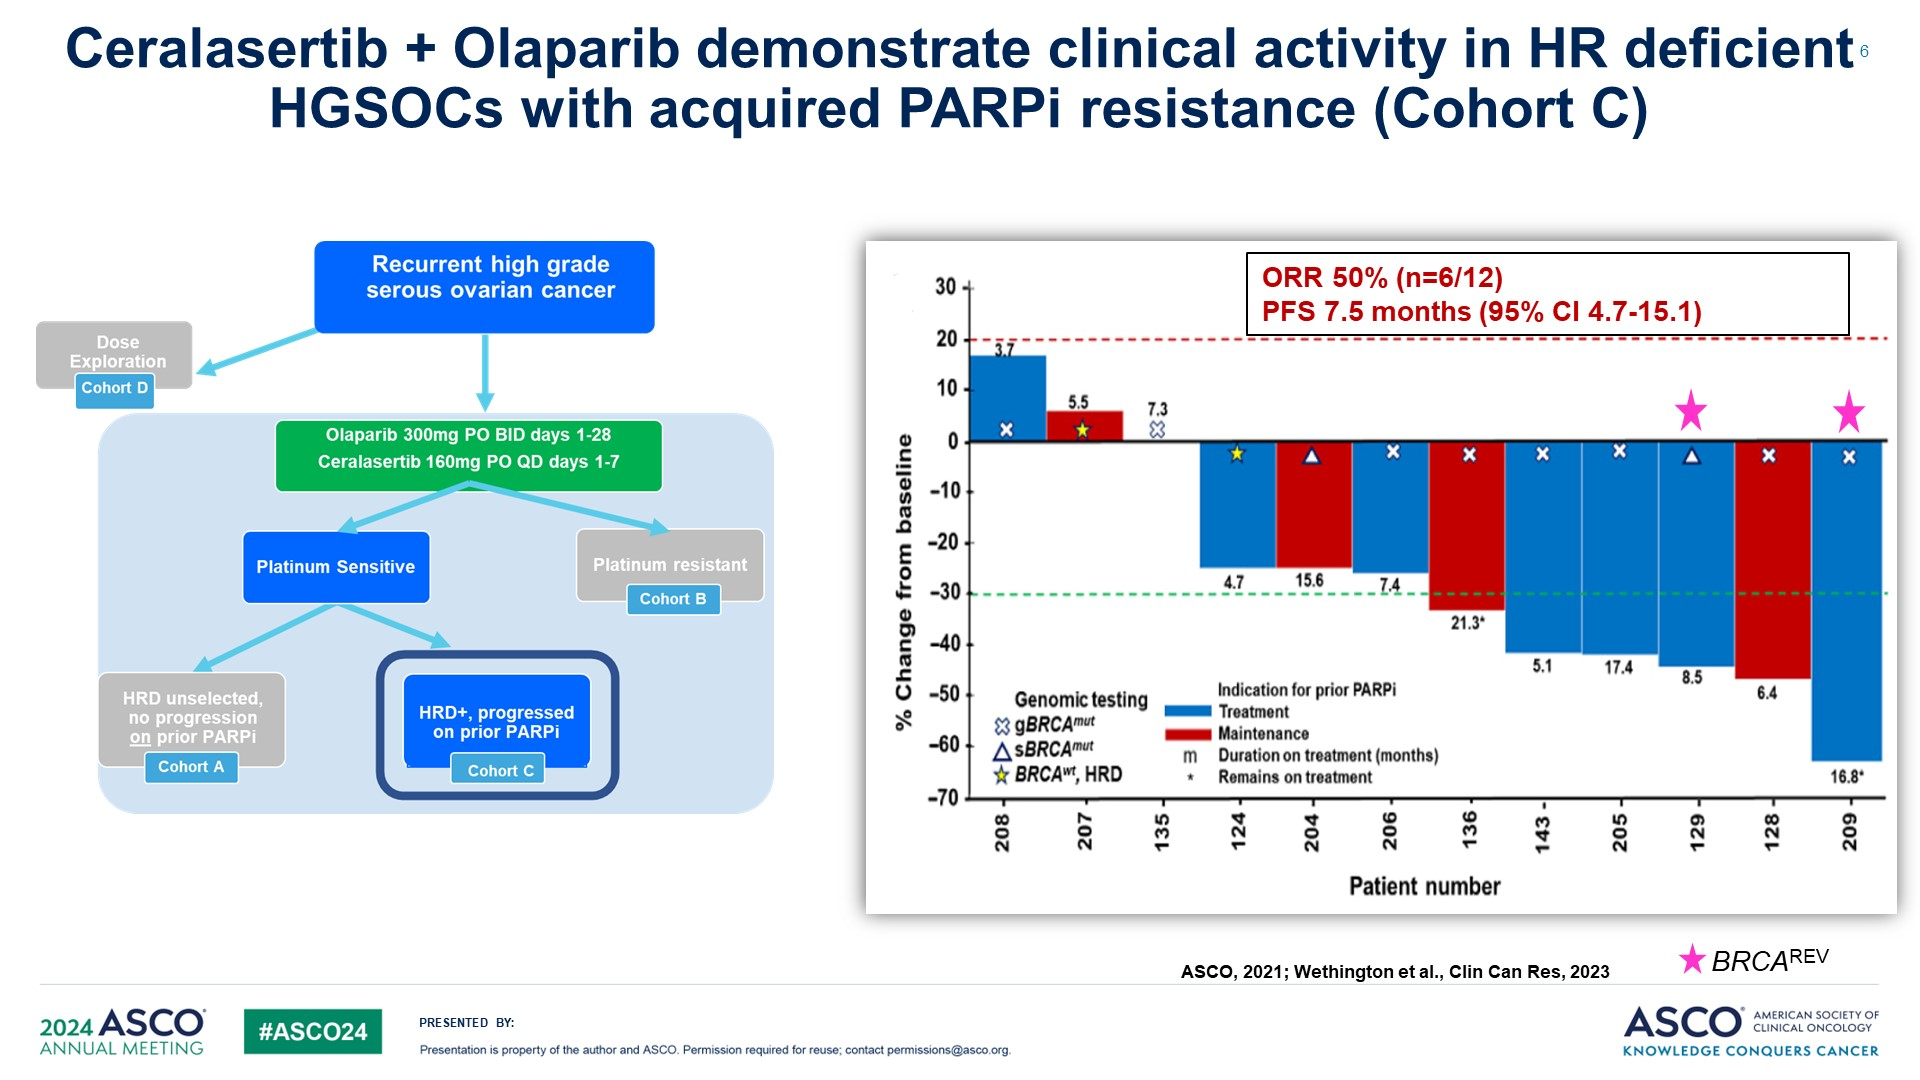 Ceralasertib + Olaparib demonstrate clinical activity in HR deficient
HGSOCs with acquired PARPi resistance (Cohort C)
6
Recurrent high grade
serous ovarian cancer
Dose
Exploration
Cohort D
Olaparib 300mg PO BID days 1-28
Ceralasertib 160mg PO QD days 1-7
Platinum Sensitive
Platinum resistant
Cohort B
HRD unselected,
no progression
on prior PARPi
Cohort A
HRD+, progressed
on prior PARPi
Cohort C
ORR 50% (n=6/12)
PFS 7.5 months (95% CI 4.7-15.1)
% Change from baseline
30
20
10
0
–10
–20
–30
–40
–50
–60
–70
3.7
5.5
7.3
4.7
15.6
7.4
21.3*
5.1
17.4
8.5
6.4
16.8*
Genomic testing
gBRCAmut
sBRCAmut
BRCAwt, HRD
Indication for prior PARPi
Treatment
Maintenance
m Duration on treatment (months)
* Remains on treatment
208
207
135
124
204
206
136
143
205
129
128
209
Patient number
ASCO, 2021; Wethington et al., Clin Can Res, 2023
BRCAREV
2024 ASCO
ANNUAL MEETING
#ASCO24
PRESENTED BY:
Presentation is property of the author and ASCO. Permission required for reuse; contact permissions@asco.org.
ASCO AMERICAN SOCIETY OF
CLINICAL ONCOLOGY
KNOWLEDGE CONQUERS CANCER